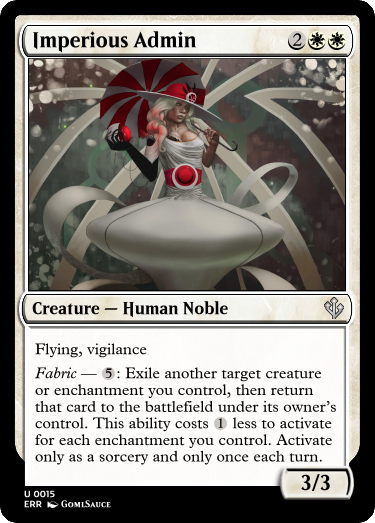 Imperious Admin 2
Creature — Human Noble
Flying, vigilance
Fabric — 5: Exile another target creature
or enchantment you control, then return
that card to the battlefield under its owner's
control. This ability costs 1 less to activate
for each enchantment you control. Activate
only as a sorcery and only once each turn.
3/3
U 0015
ERR GomiSauce